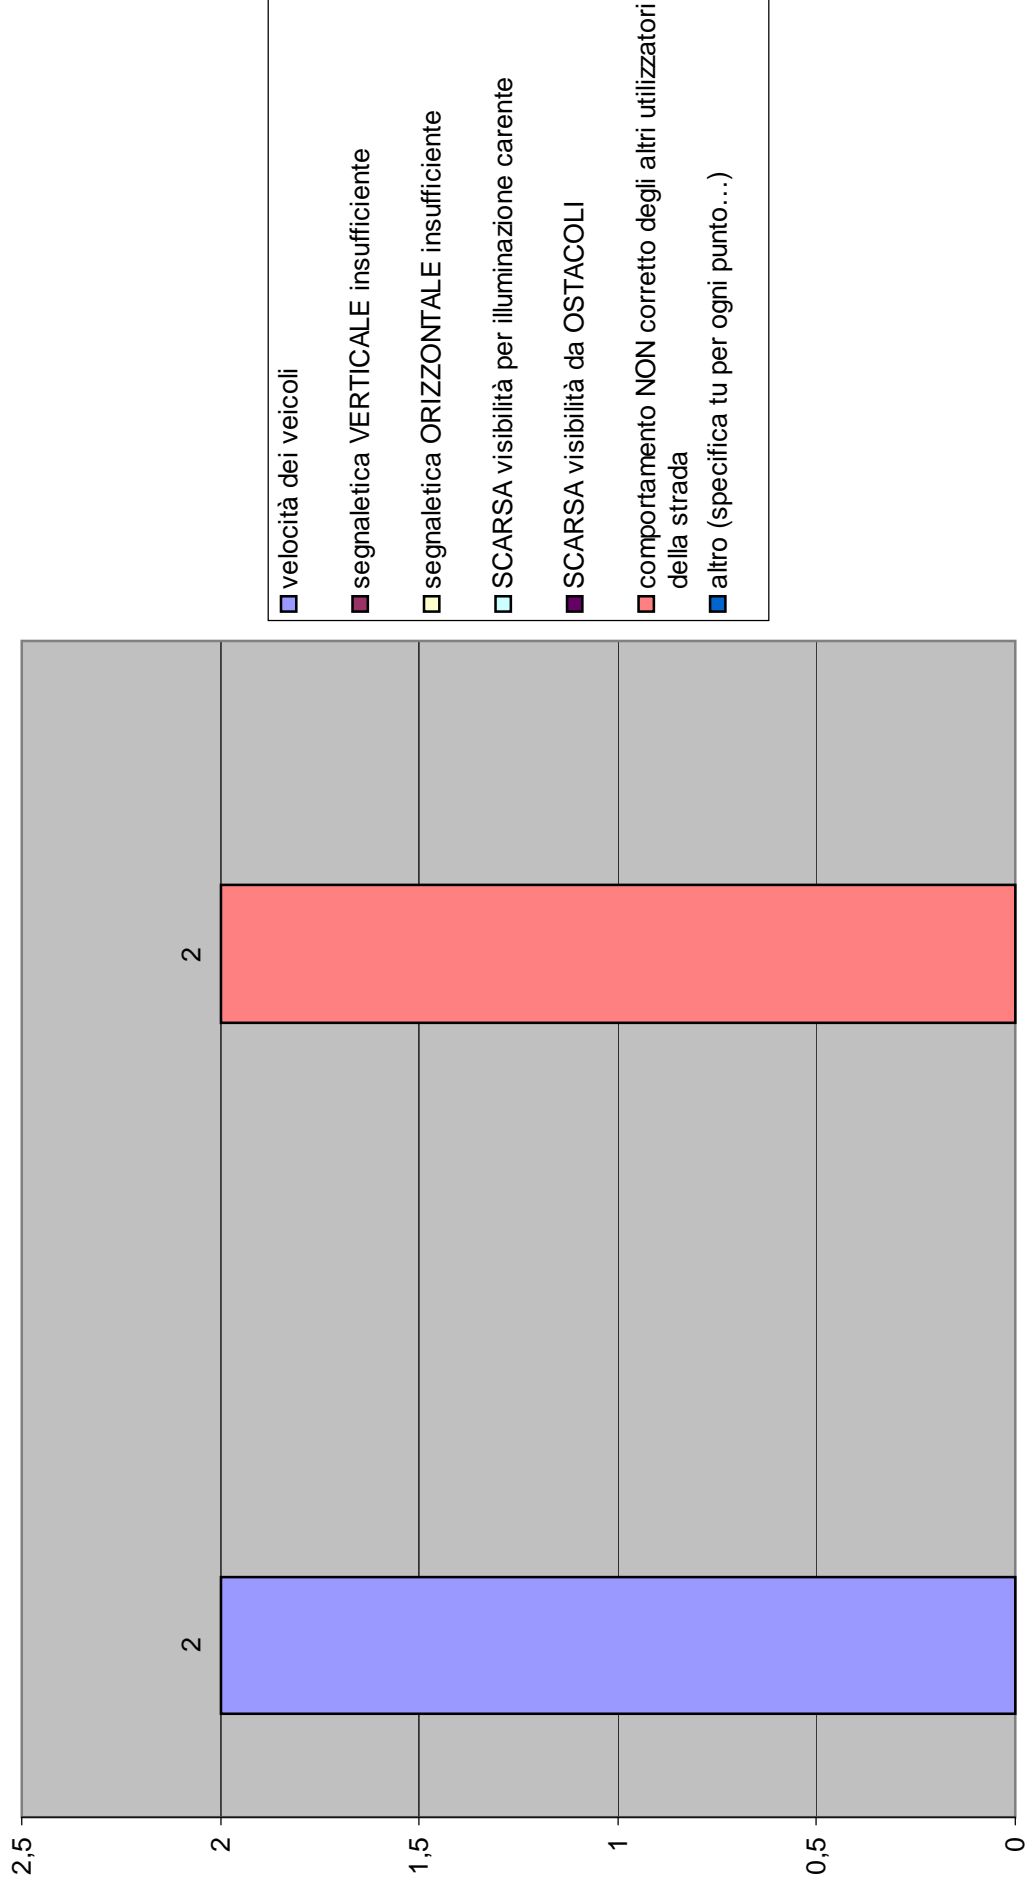 2
2
2,5
2
1,5
1
0,5
0
velocità dei veicoli
segnaletica VERTICALE insufficiente
segnaletica ORIZZONTALE insufficiente
SCARSA visibilità per illuminazione carente
SCARSA visibilità da OSTACOLI
comportamento NON corretto degli altri utilizzatori
della strada
altro (specifica tu per ogni punto…)